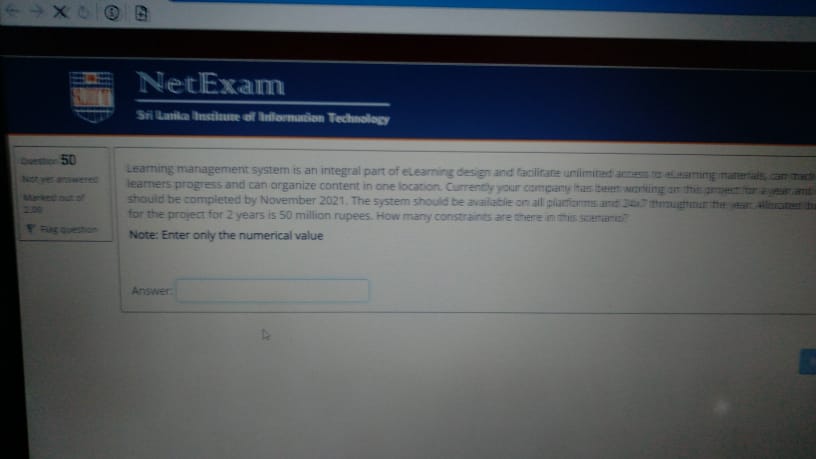 NetExam
Sri Lanka Institute of Information Technology
Question 50
Not yet answered
Marked out of
2.00
Flag question
Learning management system is an integral part of eLearning design and facilitate unlimited access to eLearning materials, can track
learners progress and can organize content in one location. Currently your company has been working on this project for a year and
should be completed by November 2021. The system should be available on all platforms and 24x7 throughout the year. Allocated
for the project for 2 years is 50 million rupees. How many constraints are there in this scenario?
Note: Enter only the numerical value
Answer: